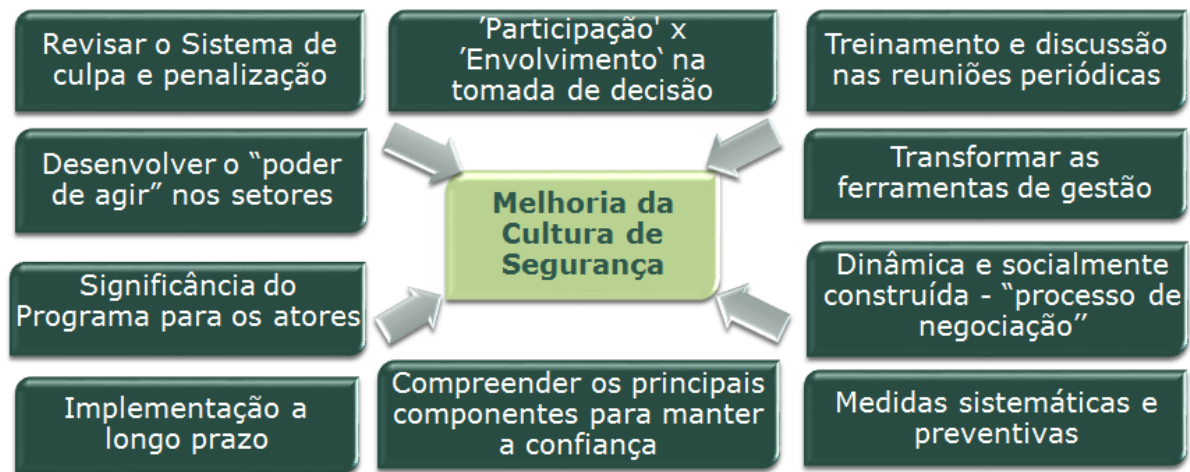 Revisar o Sistema de
culpa e penalização
′Participação' x
′Envolvimento‵ na
tomada de decisão
Treinamento e discussão
nas reuniões periódicas
Desenvolver o “poder
de agir” nos setores
Melhoria da
Cultura de
Segurança
Transformar as
ferramentas de gestão
Significância do
Programa para os atores
Dinâmica e socialmente
construída - “processo de
negociação’’
Implementação a
longo prazo
Compreender os principais
componentes para manter
a confiança
Medidas sistemáticas e
preventivas